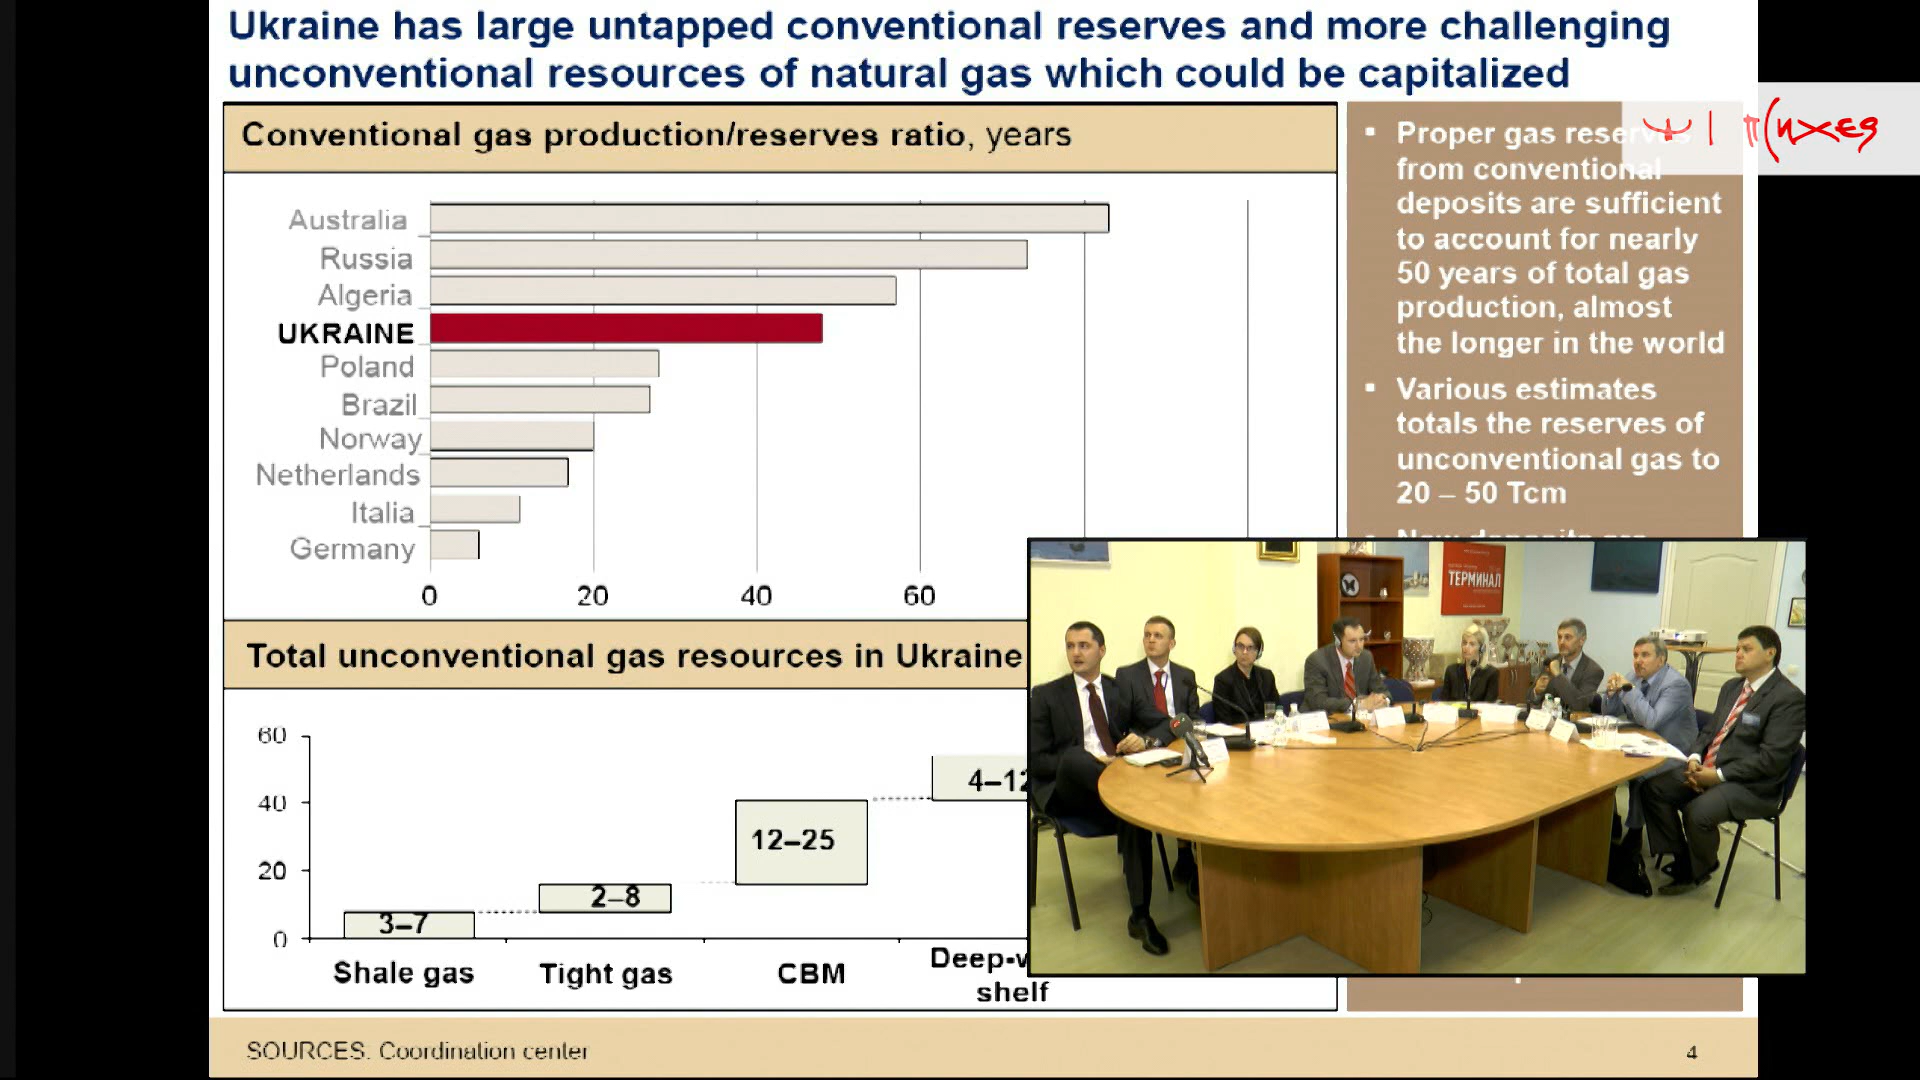 Ukraine has large untapped conventional reserves and more challenging
unconventional resources of natural gas which could be capitalized
Conventional gas production/reserves ratio, years
Australia
Russia
Algeria
UKRAINE
Poland
Brazil
Norway
Netherlands
Italia
Germany
0 20 40 60
Total unconventional gas resources in Ukraine
60
40
20
0
3–7
2–8
12–25
4–12
Shale gas
Tight gas
CBM
shelf
▪ Proper gas reserves
from conventional
deposits are sufficient
to account for nearly
50 years of total gas
production, almost
the longer in the world
▪ Various estimates
totals the reserves of
unconventional gas to
20 – 50 Tcm
ТЕРМИНАЛ
SOURCES: Coordination center
4